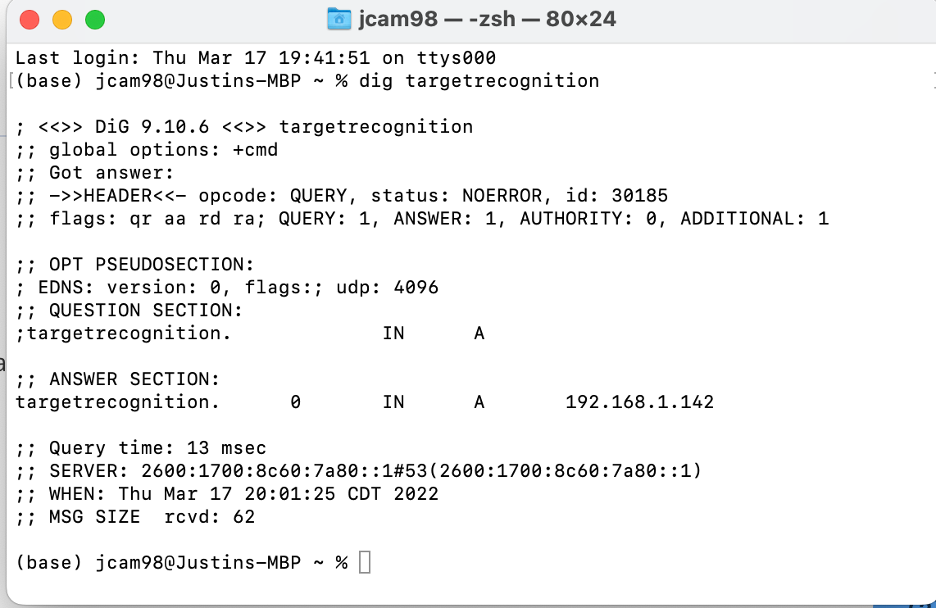 jcam98 — -zsh — 80×24
Last login: Thu Mar 17 19:41:51 on ttys000
[(base) jcam98@Justins-MBP ~ % dig targetrecognition ]

; <<>> DiG 9.10.6 <<>> targetrecognition
;; global options: +cmd
;; Got answer:
;; ->>HEADER<<- opcode: QUERY, status: NOERROR, id: 30185
;; flags: qr aa rd ra; QUERY: 1, ANSWER: 1, AUTHORITY: 0, ADDITIONAL: 1

;; OPT PSEUDOSECTION:
; EDNS: version: 0, flags:; udp: 4096
;; QUESTION SECTION:
;targetrecognition.		IN	A

;; ANSWER SECTION:
targetrecognition.	0	IN	A	192.168.1.142

;; Query time: 13 msec
;; SERVER: 2600:1700:8c60:7a80::1#53(2600:1700:8c60:7a80::1)
;; WHEN: Thu Mar 17 20:01:25 CDT 2022
;; MSG SIZE  rcvd: 62

(base) jcam98@Justins-MBP ~ %